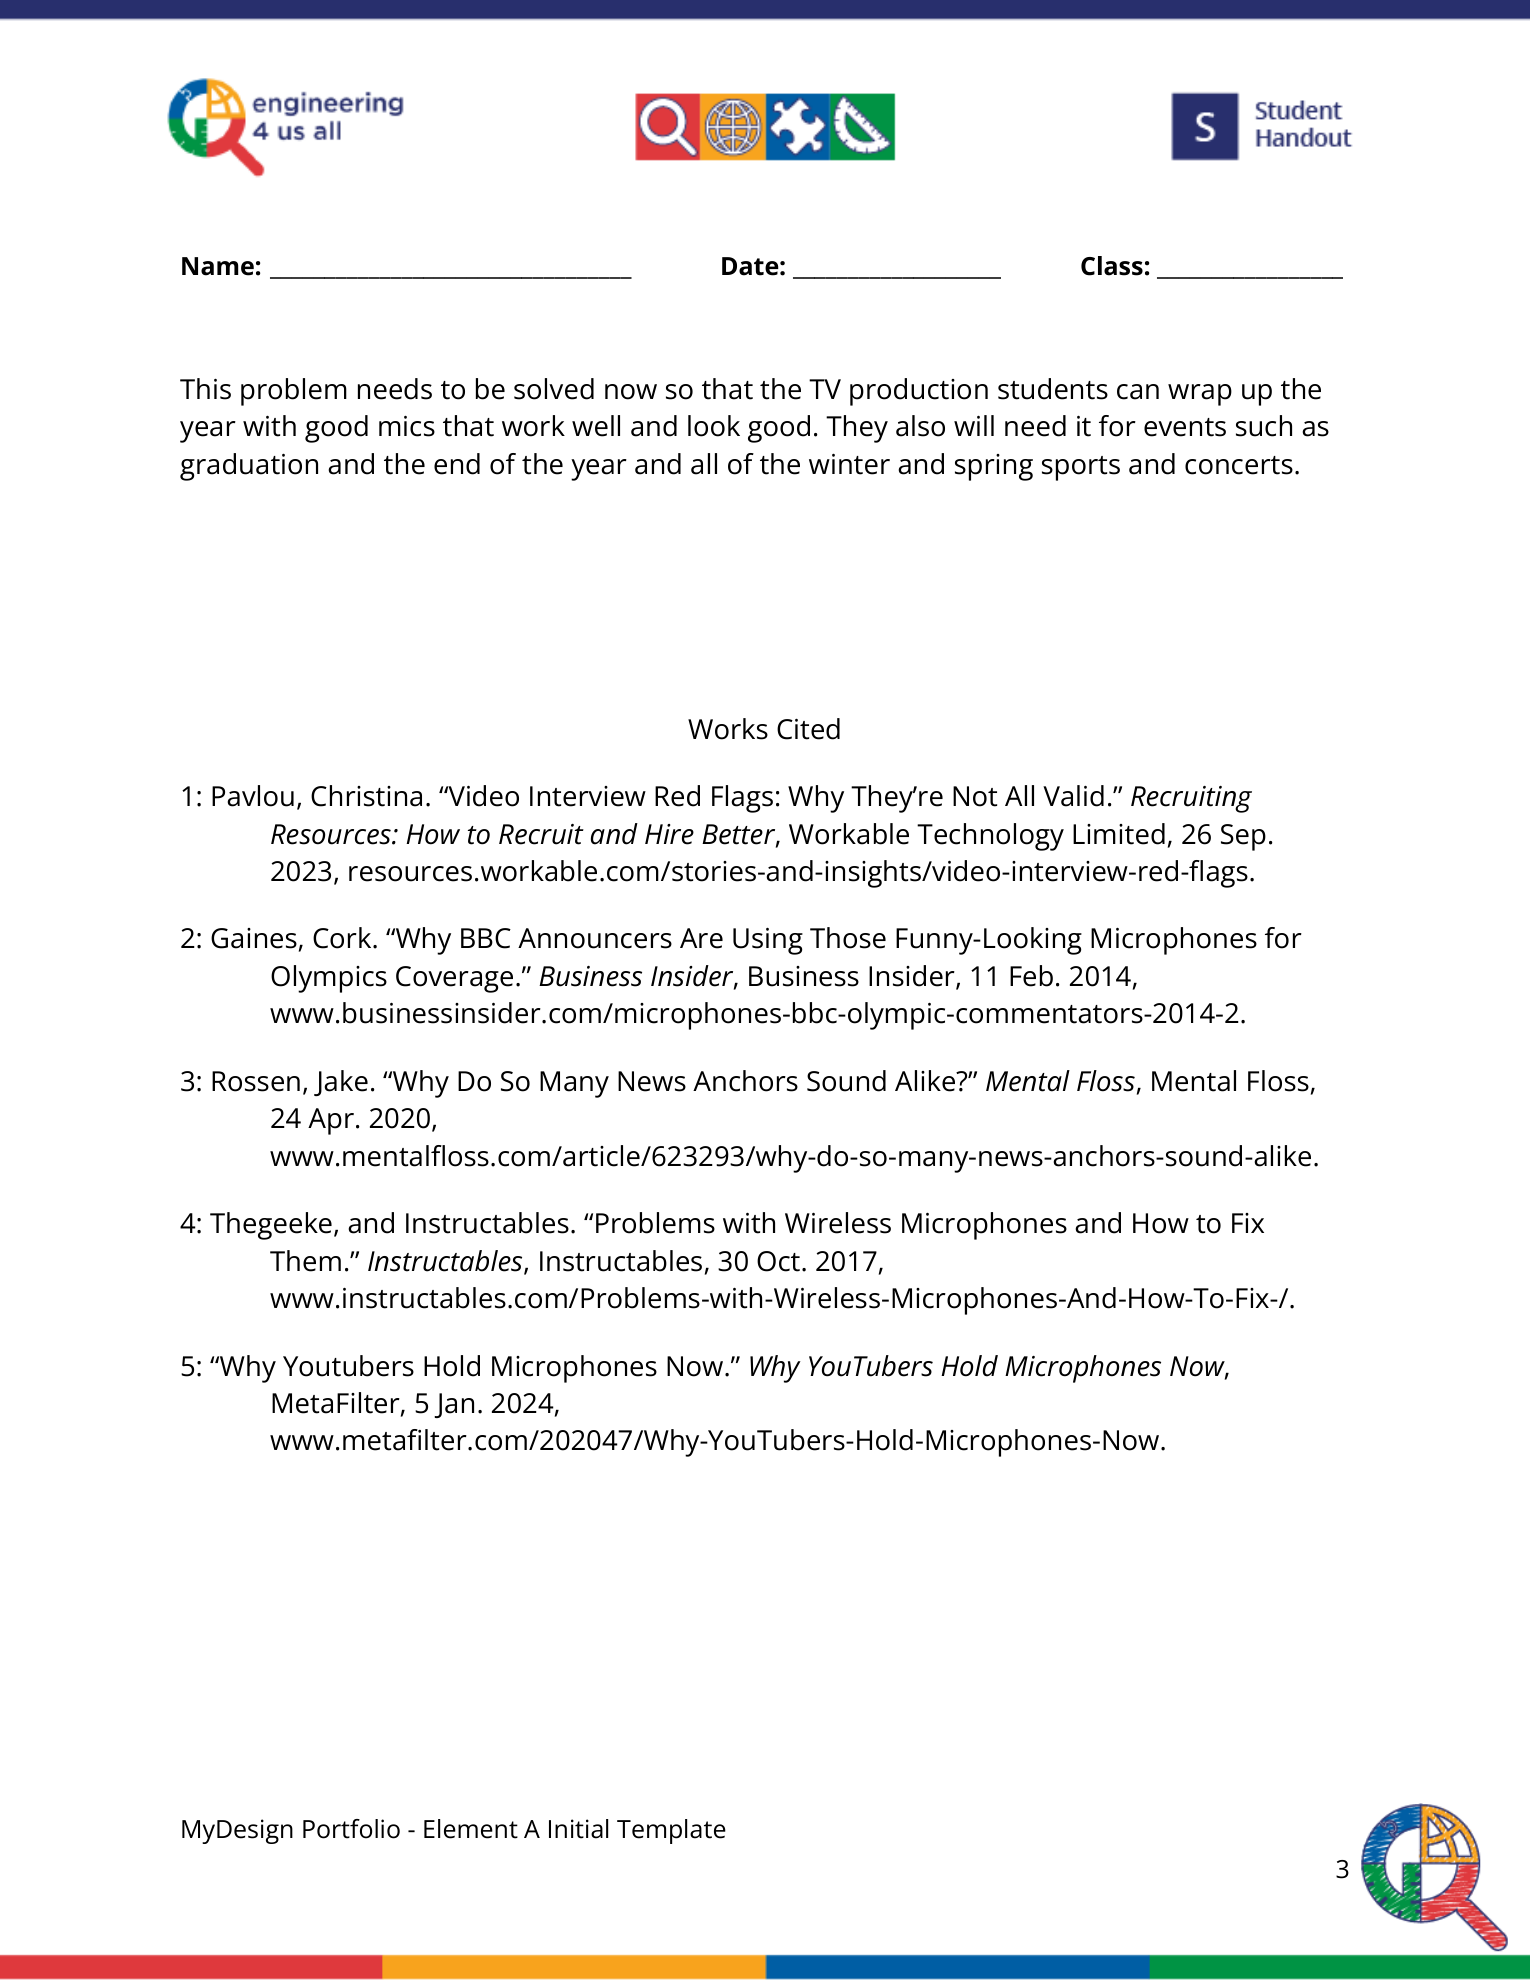 engineering
4 us all
S
Student
Handout
Name: ______________________________ Date: _________________ Class: _______________
This problem needs to be solved now so that the TV production students can wrap up the
year with good mics that work well and look good. They also will need it for events such as
graduation and the end of the year and all of the winter and spring sports and concerts.
Works Cited
1: Pavlou, Christina. “Video Interview Red Flags: Why They’re Not All Valid.” Recruiting
Resources: How to Recruit and Hire Better, Workable Technology Limited, 26 Sep.
2023, resources.workable.com/stories-and-insights/video-interview-red-flags.
2: Gaines, Cork. “Why BBC Announcers Are Using Those Funny-Looking Microphones for
Olympics Coverage.” Business Insider, Business Insider, 11 Feb. 2014,
www.businessinsider.com/microphones-bbc-olympic-commentators-2014-2.
3: Rossen, Jake. “Why Do So Many News Anchors Sound Alike?” Mental Floss, Mental Floss,
24 Apr. 2020,
www.mentalfloss.com/article/623293/why-do-so-many-news-anchors-sound-alike.
4: Thegeeke, and Instructables. “Problems with Wireless Microphones and How to Fix
Them.” Instructables, Instructables, 30 Oct. 2017,
www.instructables.com/Problems-with-Wireless-Microphones-And-How-To-Fix-/.
5: “Why Youtubers Hold Microphones Now.” Why YouTubers Hold Microphones Now,
MetaFilter, 5 Jan. 2024,
www.metafilter.com/202047/Why-YouTubers-Hold-Microphones-Now.
MyDesign Portfolio - Element A Initial Template
3